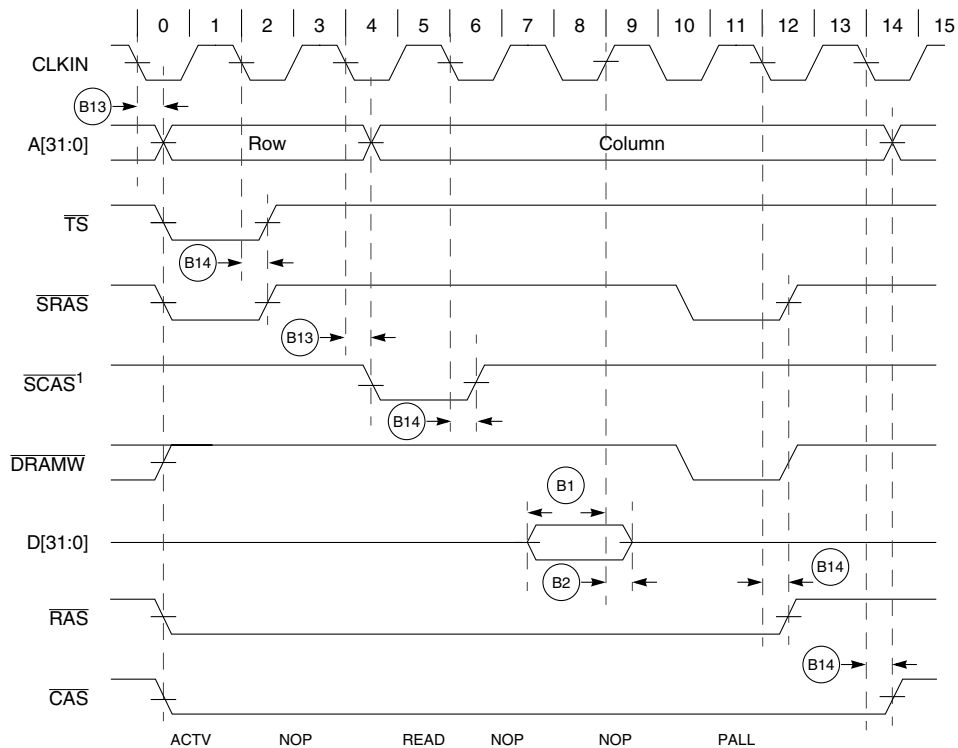 0 1 2 3 4 5 6 7 8 9 10 11 12 13 14 15
CLKIN
B13
A[31:0] Row Column
TS
B14
SRAS
B13
SCAS1
B14
DRAMW
B1
D[31:0]
B2 B14
RAS
B14
CAS
ACTV NOP READ NOP NOP PALL